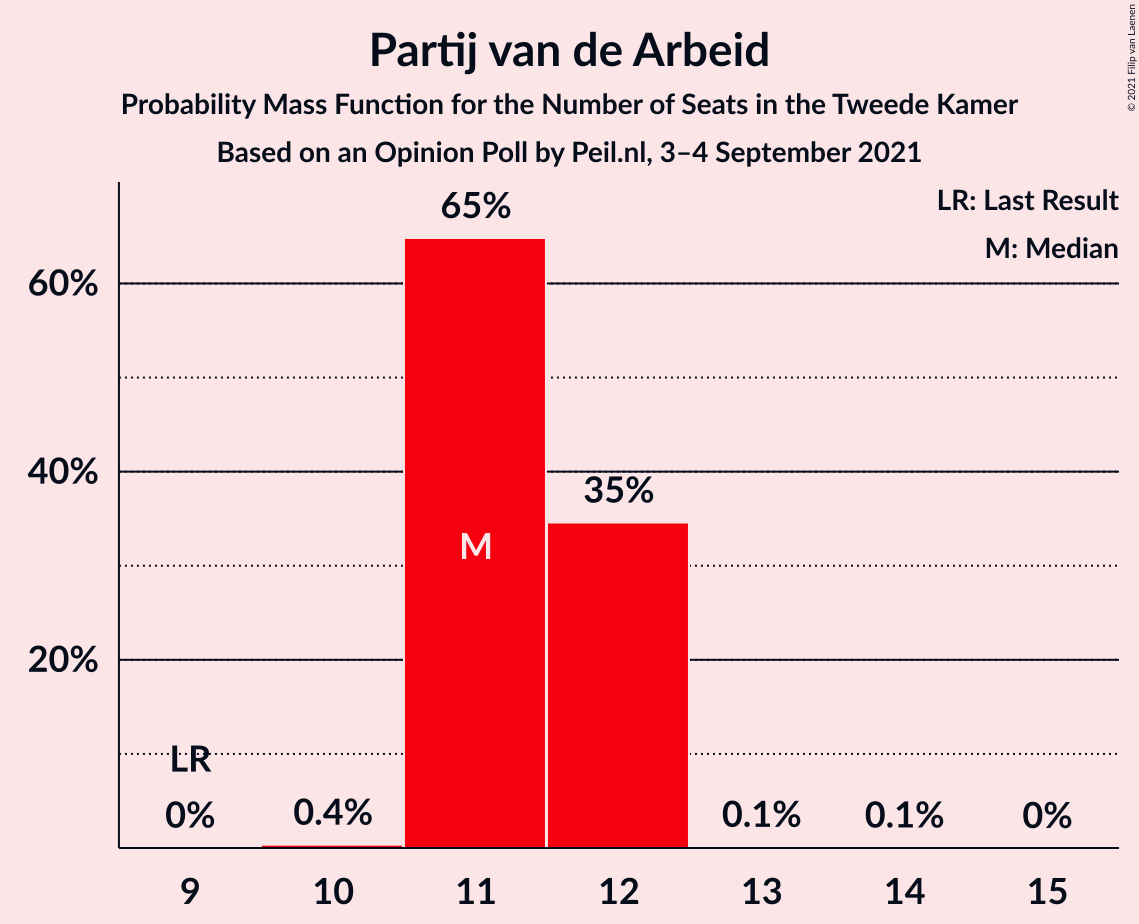 Partij van de Arbeid
Probability Mass Function for the Number of Seats in the Tweede Kamer
Based on an Opinion Poll by Peil.nl, 3–4 September 2021
© 2021 Filip van Laenen
LR: Last Result
M: Median
60%
40%
20%
65%
35%
M
LR
0%
0.4%
0.1%
0.1%
0%
9
10
11
12
13
14
15